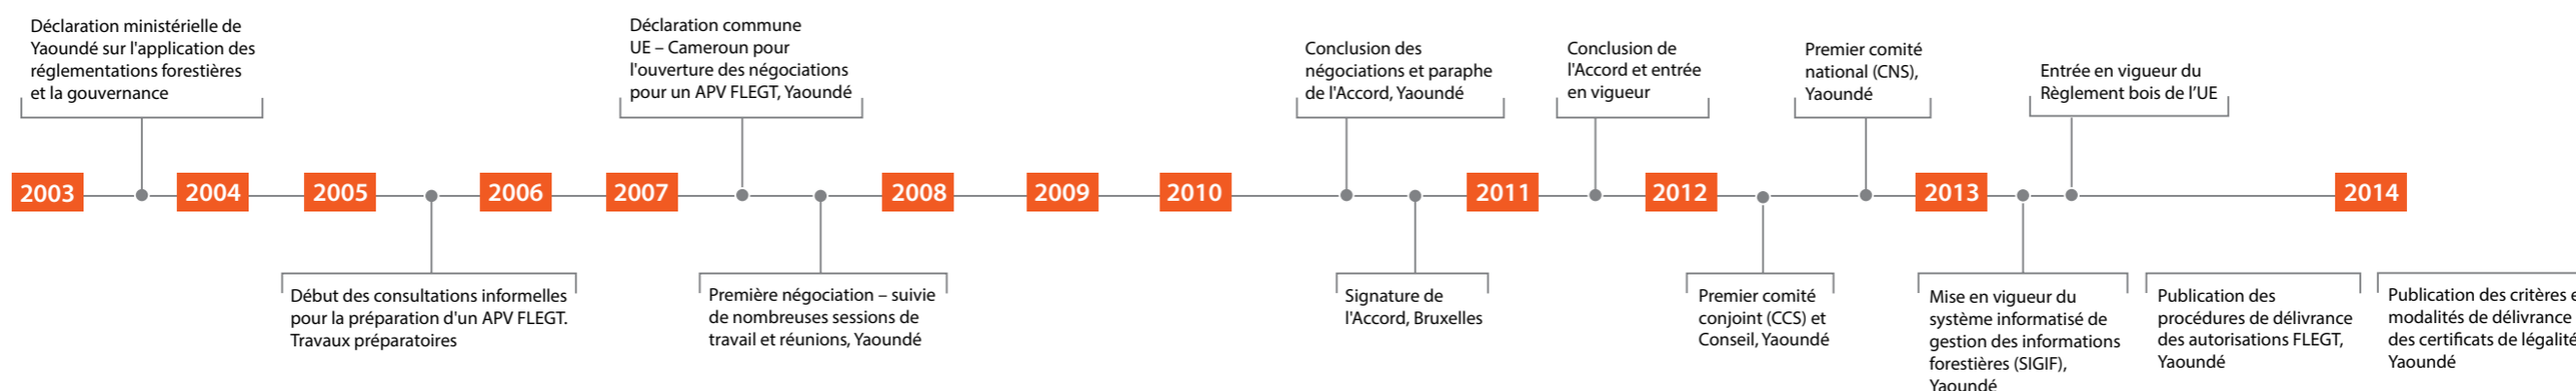 Déclaration ministérielle de
Yaoundé sur l'application des
réglementations forestières
et la gouvernance
Déclaration commune
UE – Cameroun pour
l'ouverture des négociations
pour un APV FLEGT, Yaoundé
Conclusion des
négociations et paraphe
de l'Accord, Yaoundé
Conclusion de
l'Accord et entrée
en vigueur
Premier comité
national (CNS),
Yaoundé
Entrée en vigueur du
Règlement bois de l'UE
2003
2004
2005
2006
2007
2008
2009
2010
2011
2012
2013
2014
Début des consultations informelles
pour la préparation d'un APV FLEGT.
Travaux préparatoires
Première négociation – suivie
de nombreuses sessions de
travail et réunions, Yaoundé
Signature de
l'Accord, Bruxelles
Premier comité
conjoint (CCS) et
Conseil, Yaoundé
Mise en vigueur du
système informatisé de
gestion des informations
forestières (SIGIF),
Yaoundé
Publication des
procédures de délivrance
des autorisations FLEGT,
Yaoundé
Publication des critères
modalités de délivrance
des certificats de légalité
Yaoundé